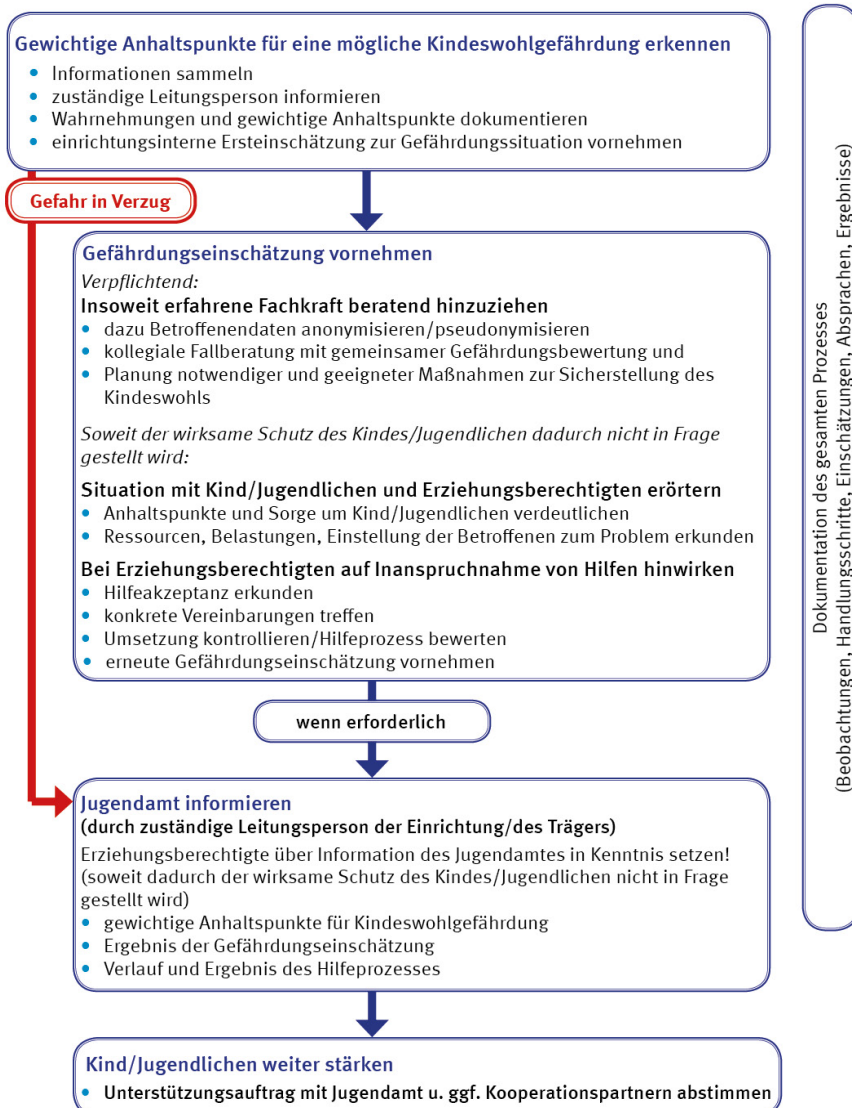 Gewichtige Anhaltspunkte für eine mögliche Kindeswohlgefährdung erkennen
• Informationen sammeln
• zuständige Leitungsperson informieren
• Wahrnehmungen und gewichtige Anhaltspunkte dokumentieren
• einrichtungsinterne Ersteinschätzung zur Gefährdungssituation vornehmen
Gefahr in Verzug
Gefährdungseinschätzung vornehmen
Verpflichtend:
Insoweit erfahrene Fachkraft beratend hinzuziehen
• dazu Betroffenendaten anonymisieren/pseudonymisieren
• kollegiale Fallberatung mit gemeinsamer Gefährdungsbewertung und
• Planung notwendiger und geeigneter Maßnahmen zur Sicherstellung des
Kindeswohls
Soweit der wirksame Schutz des Kindes/Jugendlichen dadurch nicht in Frage
gestellt wird:
Situation mit Kind/Jugendlichen und Erziehungsberechtigten erörtern
• Anhaltspunkte und Sorge um Kind/Jugendlichen verdeutlichen
• Ressourcen, Belastungen, Einstellung der Betroffenen zum Problem erkunden
Bei Erziehungsberechtigten auf Inanspruchnahme von Hilfen hinwirken
• Hilfeakzeptanz erkunden
• konkrete Vereinbarungen treffen
• Umsetzung kontrollieren/Hilfeprozess bewerten
• erneute Gefährdungseinschätzung vornehmen
wenn erforderlich
Jugendamt informieren
(durch zuständige Leitungsperson der Einrichtung/des Trägers)
Erziehungsberechtigte über Information des Jugendamtes in Kenntnis setzen!
(soweit dadurch der wirksame Schutz des Kindes/Jugendlichen nicht in Frage
gestellt wird)
• gewichtige Anhaltspunkte für Kindeswohlgefährdung
• Ergebnis der Gefährdungseinschätzung
• Verlauf und Ergebnis des Hilfeprozesses
Kind/Jugendlichen weiter stärken
• Unterstützungsauftrag mit Jugendamt u. ggf. Kooperationspartnern abstimmen
Dokumentation des gesamten Prozesses
(Beobachtungen, Handlungsschritte, Einschätzungen, Absprachen, Ergebnisse)